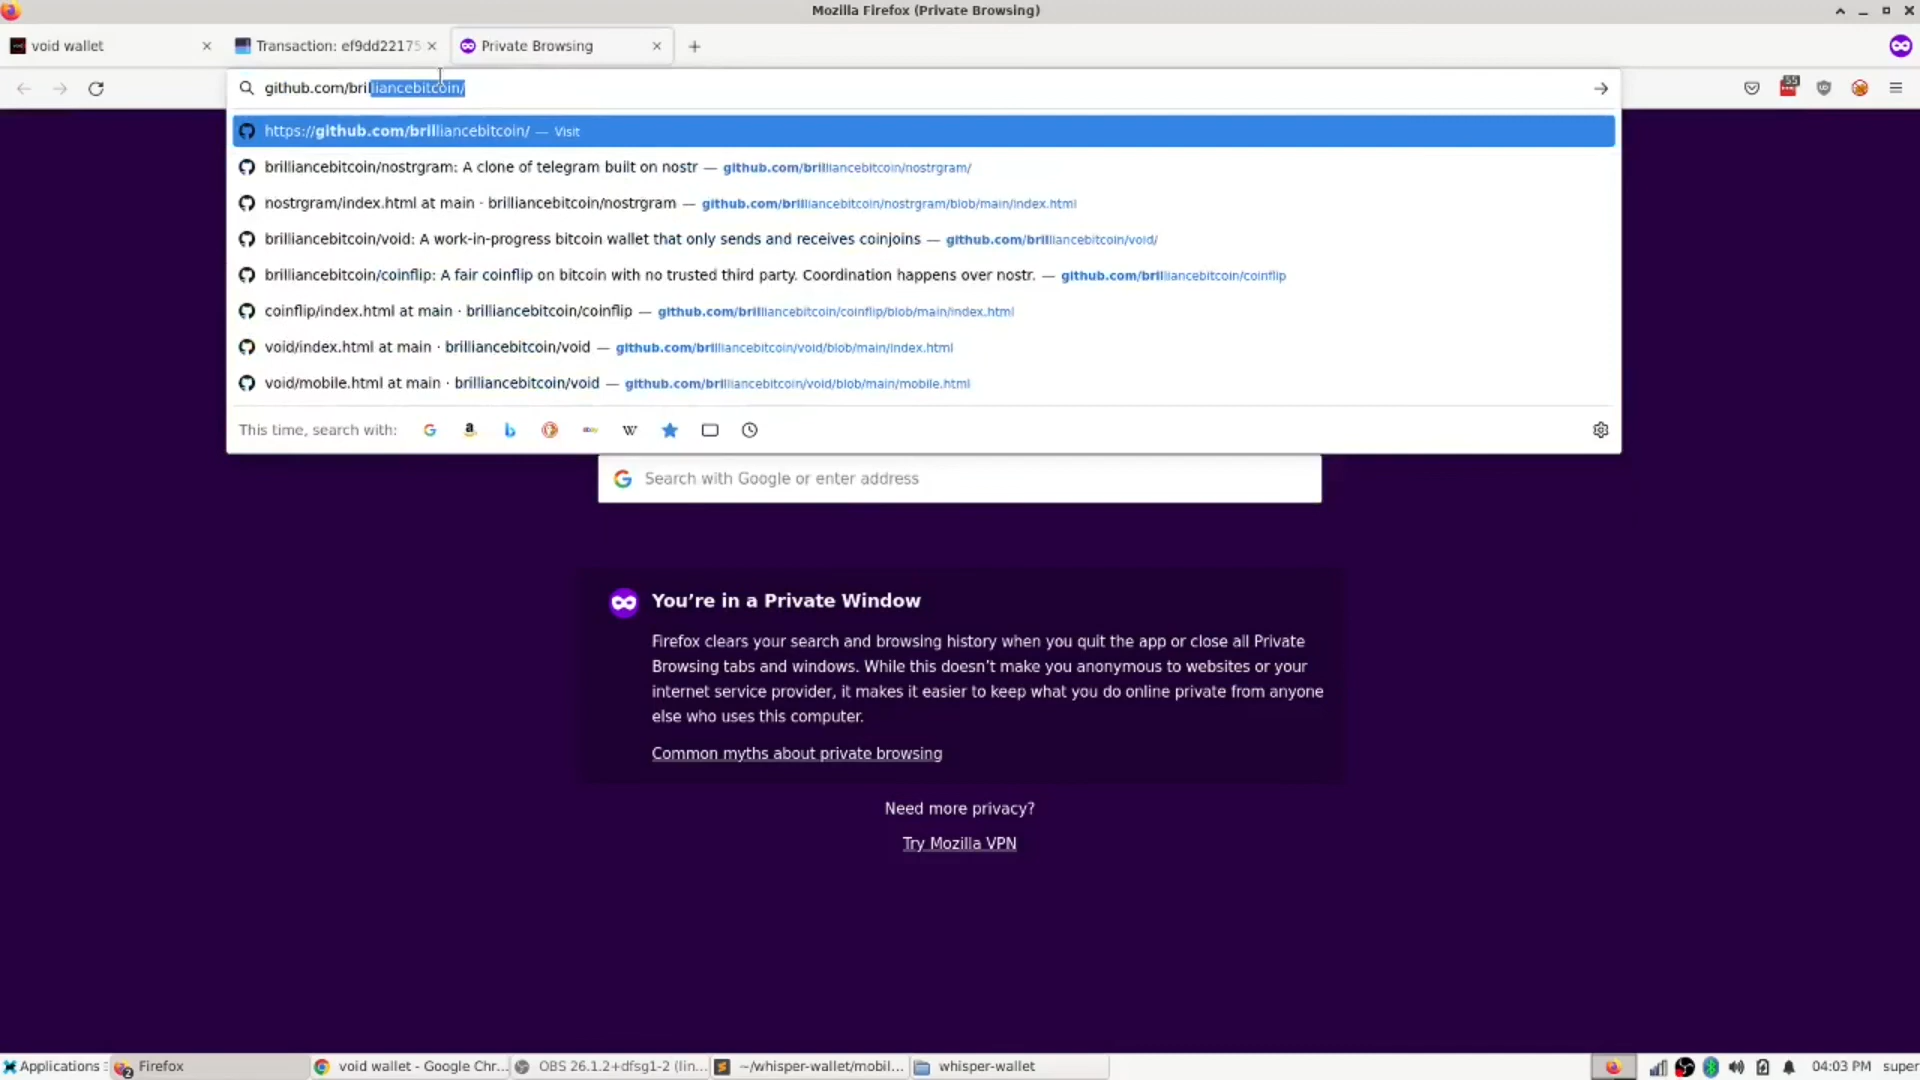 Mozilla Firefox (Private Browsing)
void wallet
Transaction: ef9dd22175
Private Browsing
github.com/brilliancebitcoin/
https://github.com/brilliancebitcoin/ — Visit
brilliancebitcoin/nostrgram: A clone of telegram built on nostr — github.com/brilliancebitcoin/nostrgram/
nostrgram/index.html at main · brilliancebitcoin/nostrgram — github.com/brilliancebitcoin/nostrgram/blob/main/index.html
brilliancebitcoin/void: A work-in-progress bitcoin wallet that only sends and receives coinjoins — github.com/brilliancebitcoin/void/
brilliancebitcoin/coinflip: A fair coinflip on bitcoin with no trusted third party. Coordination happens over nostr. — github.com/brilliancebitcoin/coinflip
coinflip/index.html at main · brilliancebitcoin/coinflip — github.com/brilliancebitcoin/coinflip/blob/main/index.html
void/index.html at main · brilliancebitcoin/void — github.com/brilliancebitcoin/void/blob/main/index.html
void/mobile.html at main · brilliancebitcoin/void — github.com/brilliancebitcoin/void/blob/main/mobile.html
This time, search with:
Search with Google or enter address
You’re in a Private Window
Firefox clears your search and browsing history when you quit the app or close all Private
Browsing tabs and windows. While this doesn’t make you anonymous to websites or your
internet service provider, it makes it easier to keep what you do online private from anyone
else who uses this computer.
Common myths about private browsing
Need more privacy?
Try Mozilla VPN
Applications
Firefox
void wallet - Google Chr...
OBS 26.1.2+dfsg1-2 (lin...
~/whisper-wallet/mobil...
whisper-wallet
04:03 PM
super